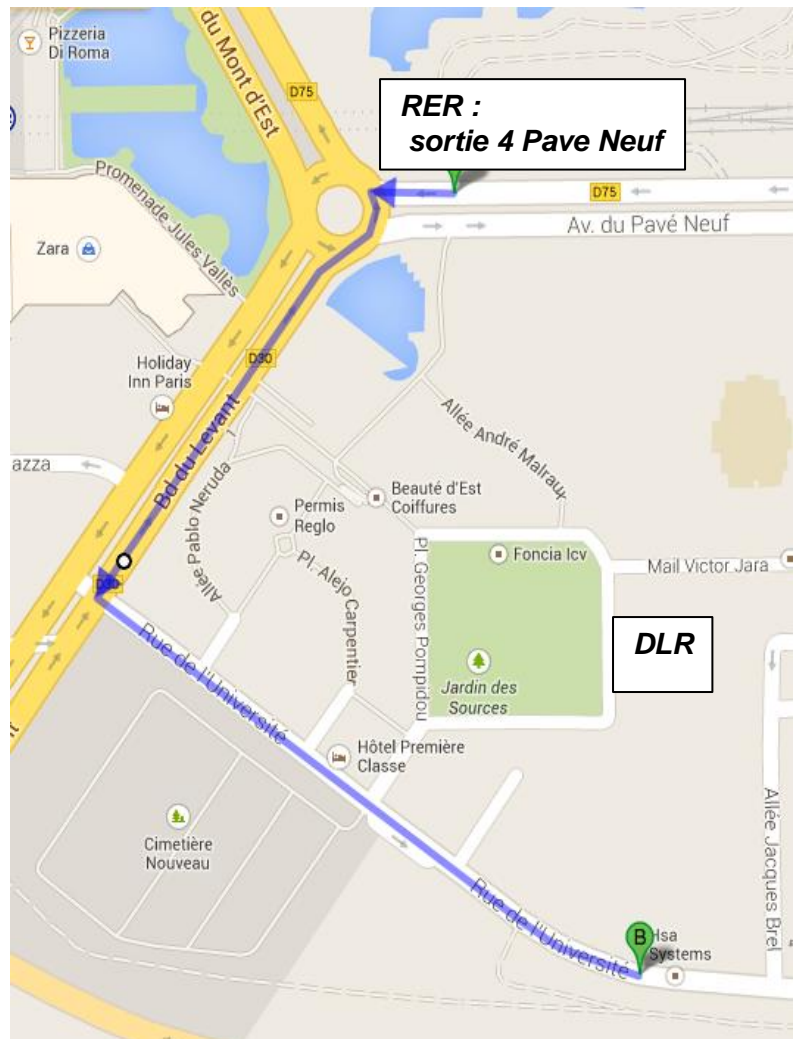 Pizzeria
Di Roma
du Mont d'Est
D75
RER :
sortie 4 Pave Neuf
D75
Av. du Pavé Neuf
Promenade Jules Vallès
Zara
D30
Holiday
Inn Paris
Bd du Levant
azza
Allée André Malraux
Beauté d'Est
Coiffures
Permis
Reglo
Allée Pablo Neruda
Pl. Alejo Carpentier
Pl. Georges Pompidou
Foncia Icv
Mail Victor Jara
D30
DLR
Jardin des
Sources
Rue de l'Université
Hôtel Première
Classe
Cimetière
Nouveau
Allée Jacques Brel
Rue de l'Université
B
Isa
Systems